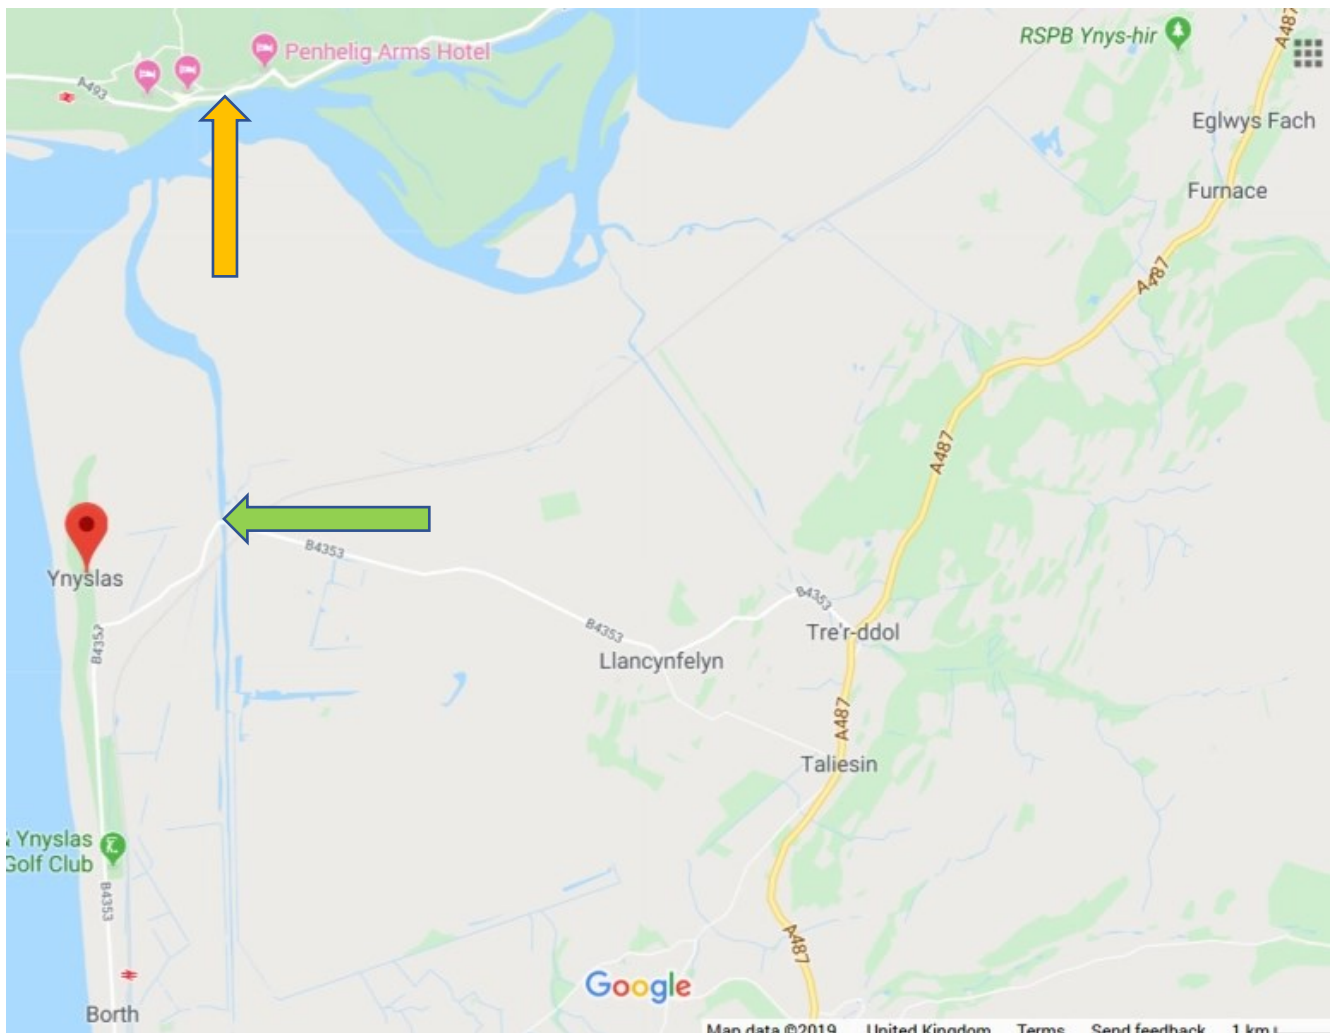 RSPB Ynys-hir
A487
Penhelig Arms Hotel
A493
Eglwys Fach
Furnace
A487
A487
B4353
Ynyslas
B4353
B4353
Tre'r-ddol
B4353
Llancynfelyn
A487
Taliesin
& Ynyslas
Golf Club
B4353
A487
Google
Borth
Map data ©2019 United Kingdom Terms Send feedback 1 km